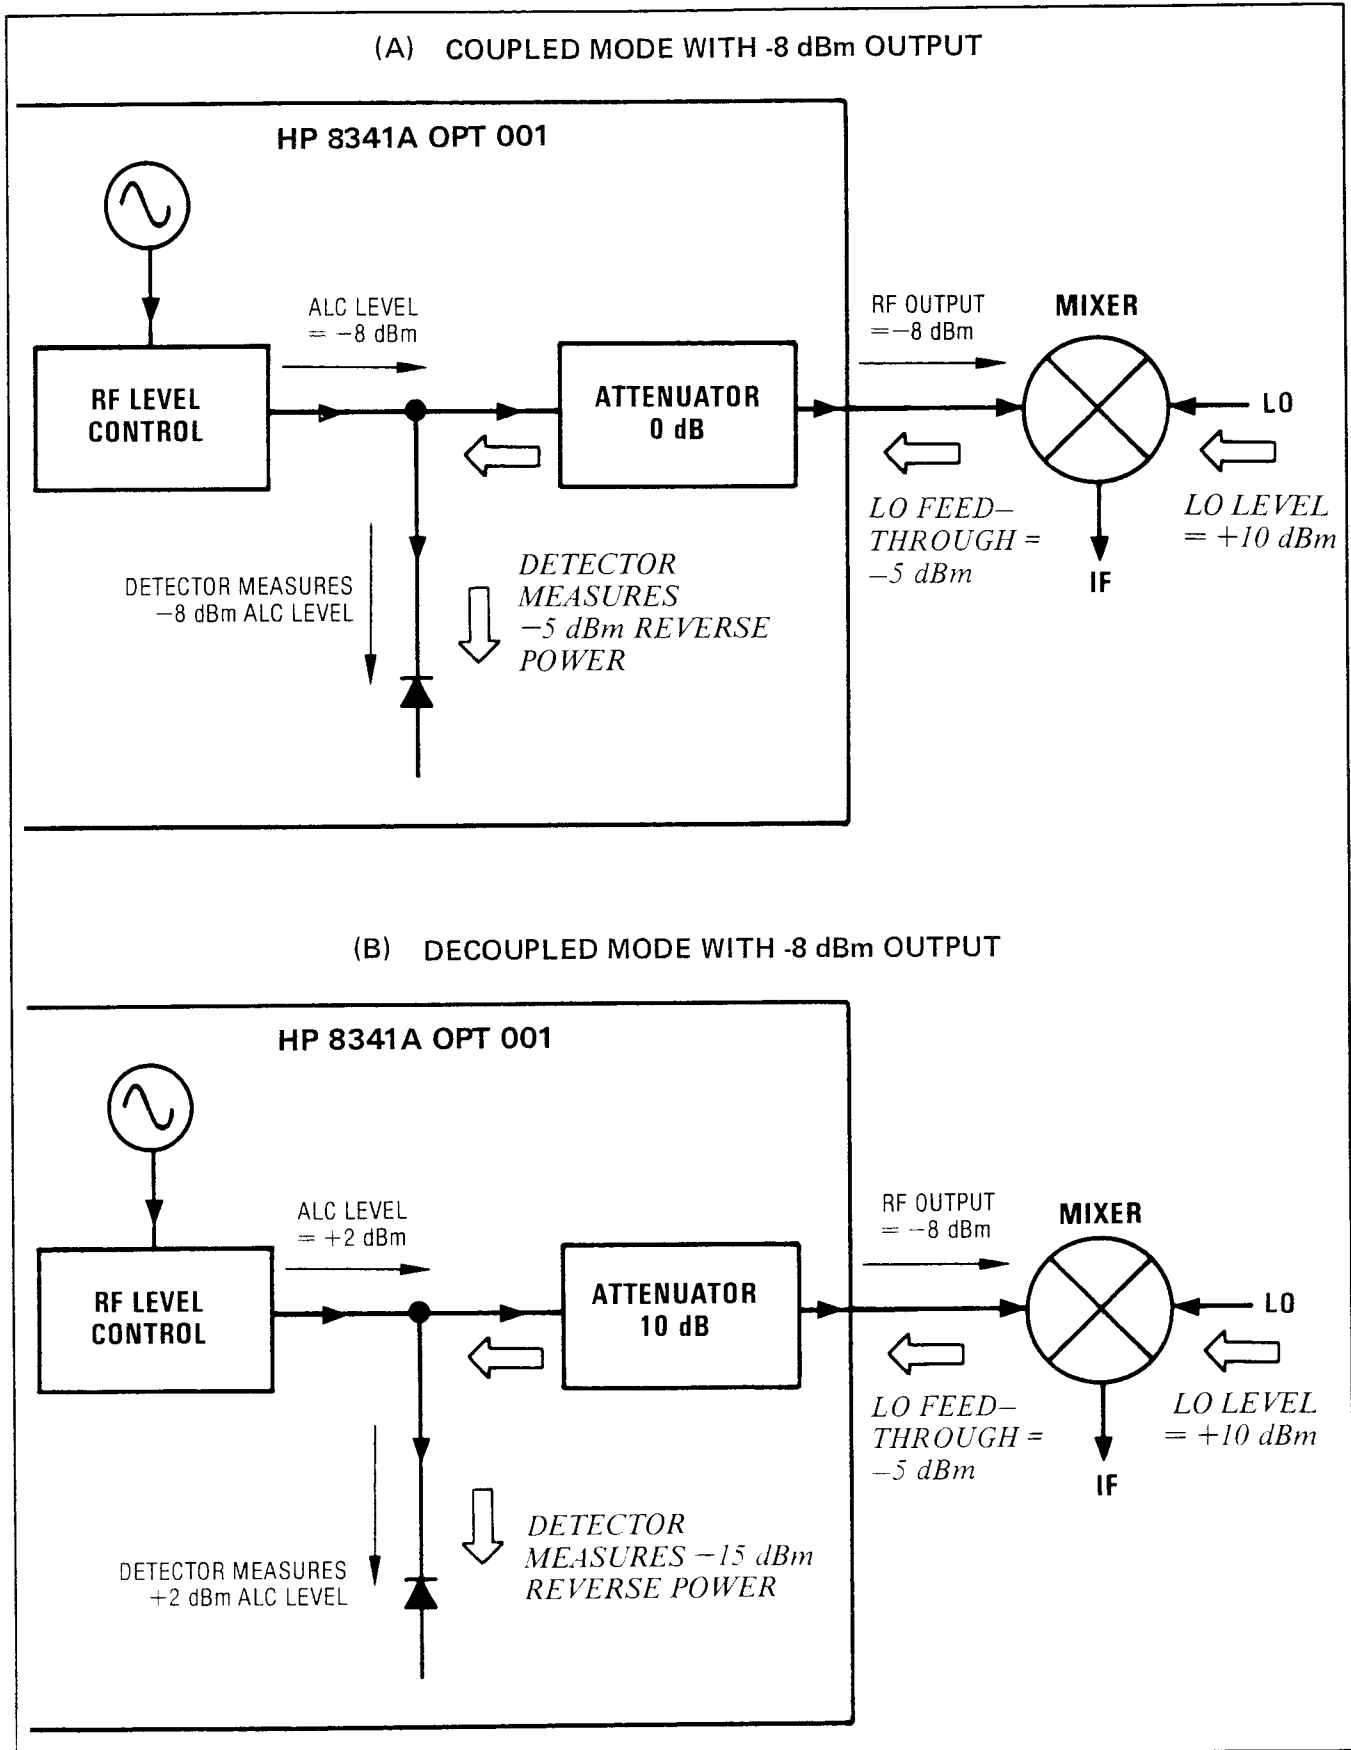 (A) COUPLED MODE WITH -8 dBm OUTPUT
HP 8341A OPT 001
ALC LEVEL
= −8 dBm
RF OUTPUT
=−8 dBm
MIXER
RF LEVEL
CONTROL
ATTENUATOR
0 dB
LO
LO FEED−
THROUGH =
−5 dBm
LO LEVEL
= +10 dBm
IF
DETECTOR MEASURES
−8 dBm ALC LEVEL
DETECTOR
MEASURES
−5 dBm REVERSE
POWER
(B) DECOUPLED MODE WITH -8 dBm OUTPUT
HP 8341A OPT 001
ALC LEVEL
= +2 dBm
RF OUTPUT
= −8 dBm
MIXER
RF LEVEL
CONTROL
ATTENUATOR
10 dB
LO
LO FEED−
THROUGH =
−5 dBm
LO LEVEL
= +10 dBm
IF
DETECTOR MEASURES
+2 dBm ALC LEVEL
DETECTOR
MEASURES −15 dBm
REVERSE POWER